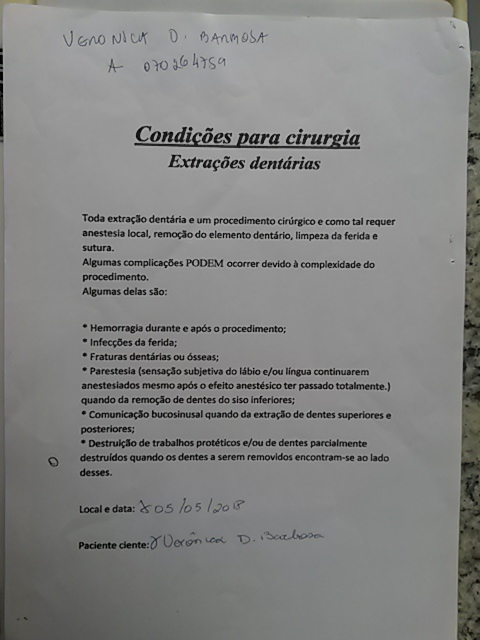 VERONICA D. BARBOSA
A 070264759
Condições para cirurgia
Extrações dentárias
Toda extração dentária e um procedimento cirúrgico e como tal requer
anestesia local, remoção do elemento dentário, limpeza da ferida e
sutura.
Algumas complicações PODEM ocorrer devido à complexidade do
procedimento.
Algumas delas são:
* Hemorragia durante e após o procedimento;
* Infecções da ferida;
* Fraturas dentárias ou ósseas;
* Parestesia (sensação subjetiva do lábio e/ou língua continuarem
anestesiados mesmo após o efeito anestésico ter passado totalmente.)
quando da remoção de dentes do siso inferiores;
* Comunicação bucosinusal quando da extração de dentes superiores e
posteriores;
* Destruição de trabalhos protéticos e/ou de dentes parcialmente
destruídos quando os dentes a serem removidos encontram-se ao lado
desses.
Local e data: 05/05/2018
Paciente ciente: Verônica D. Barbosa